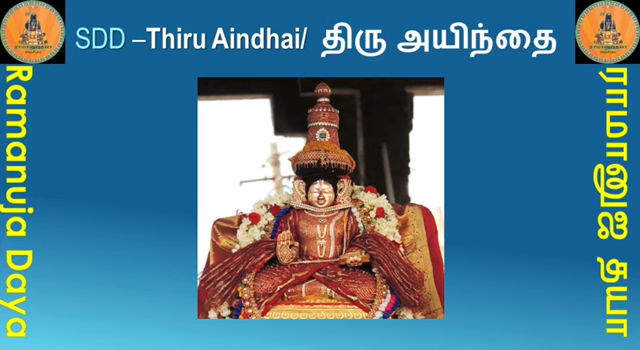 SDD –Thiru Aindhai/ திரு அயிந்தை
Ramanuja Daya
ராமானுஜ தயா